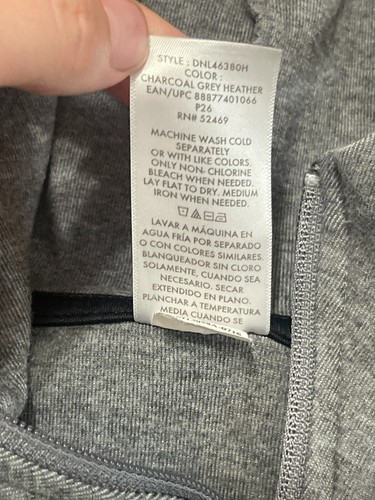 STYLE : DNL46380H
COLOR :
CHARCOAL GREY HEATHER
EAN/UPC 88877401066
P26
RN# 52469
MACHINE WASH COLD
SEPARATELY
OR WITH LIKE COLORS.
ONLY NON- CHLORINE
BLEACH WHEN NEEDED.
LAY FLAT TO DRY. MEDIUM
IRON WHEN NEEDED.
LAVAR A MÁQUINA EN
AGUA FRÍA POR SEPARADO
O CON COLORES SIMILARES.
BLANQUEADOR SIN CLORO
SOLAMENTE, CUANDO SEA
NECESARIO. SECAR
EXTENDIDO EN PLANO.
PLANCHAR A TEMPERATURA
MEDIA CUANDO SE